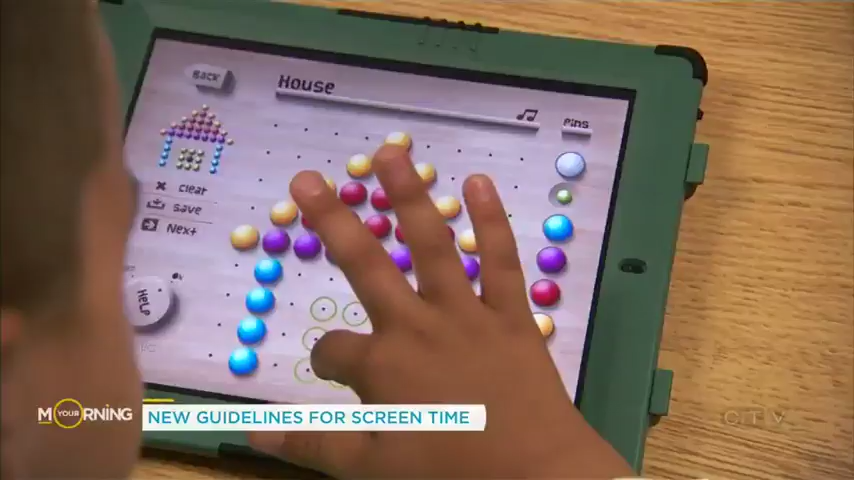 Back
House
Pins
clear
save
Next
HeLP
MORNING
YOUR
NEW GUIDELINES FOR SCREEN TIME
CTV